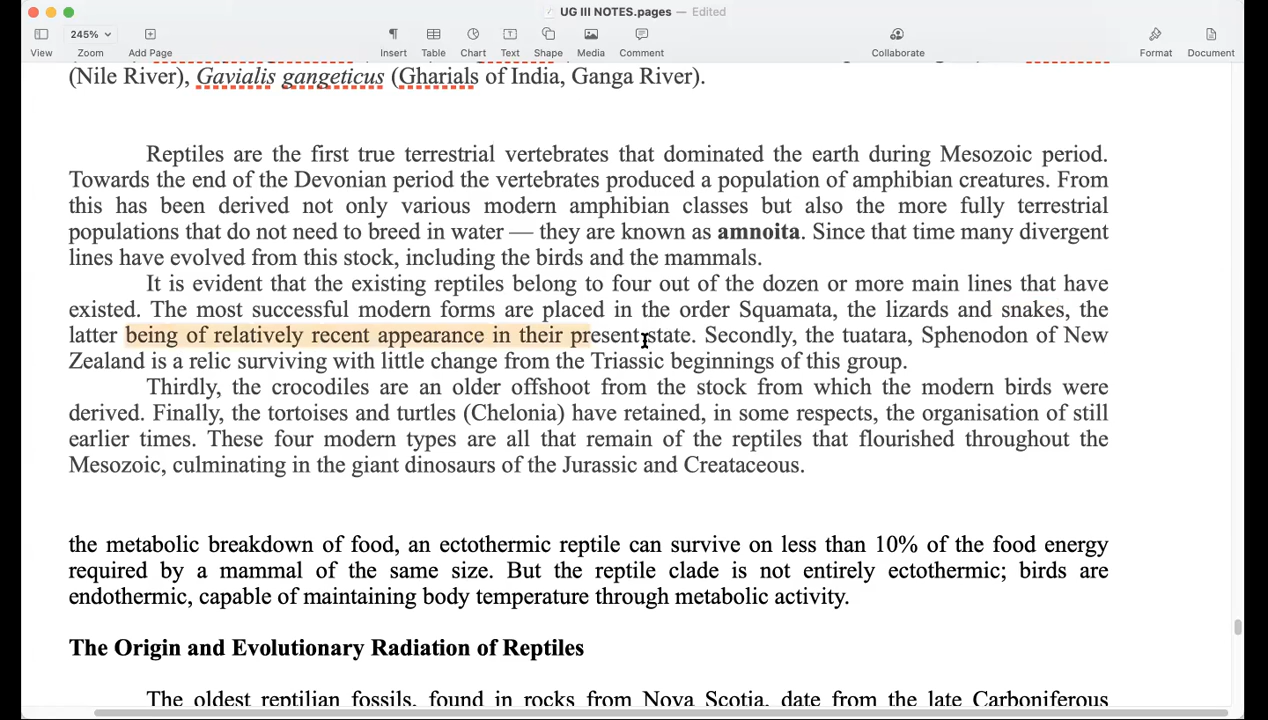 UG III NOTES.pages — Edited
245%
View
Zoom
Add Page
Insert
Table
Chart
Text
Shape
Media
Comment
Collaborate
Format
Document
(Nile River), Gavialis gangeticus (Gharials of India, Ganga River).
Reptiles are the first true terrestrial vertebrates that dominated the earth during Mesozoic period.
Towards the end of the Devonian period the vertebrates produced a population of amphibian creatures. From
this has been derived not only various modern amphibian classes but also the more fully terrestrial
populations that do not need to breed in water — they are known as amnoita. Since that time many divergent
lines have evolved from this stock, including the birds and the mammals.
It is evident that the existing reptiles belong to four out of the dozen or more main lines that have
existed. The most successful modern forms are placed in the order Squamata, the lizards and snakes, the
latter being of relatively recent appearance in their present state. Secondly, the tuatara, Sphenodon of New
Zealand is a relic surviving with little change from the Triassic beginnings of this group.
Thirdly, the crocodiles are an older offshoot from the stock from which the modern birds were
derived. Finally, the tortoises and turtles (Chelonia) have retained, in some respects, the organisation of still
earlier times. These four modern types are all that remain of the reptiles that flourished throughout the
Mesozoic, culminating in the giant dinosaurs of the Jurassic and Creataceous.
the metabolic breakdown of food, an ectothermic reptile can survive on less than 10% of the food energy
required by a mammal of the same size. But the reptile clade is not entirely ectothermic; birds are
endothermic, capable of maintaining body temperature through metabolic activity.
The Origin and Evolutionary Radiation of Reptiles
The oldest reptilian fossils, found in rocks from Nova Scotia, date from the late Carboniferous